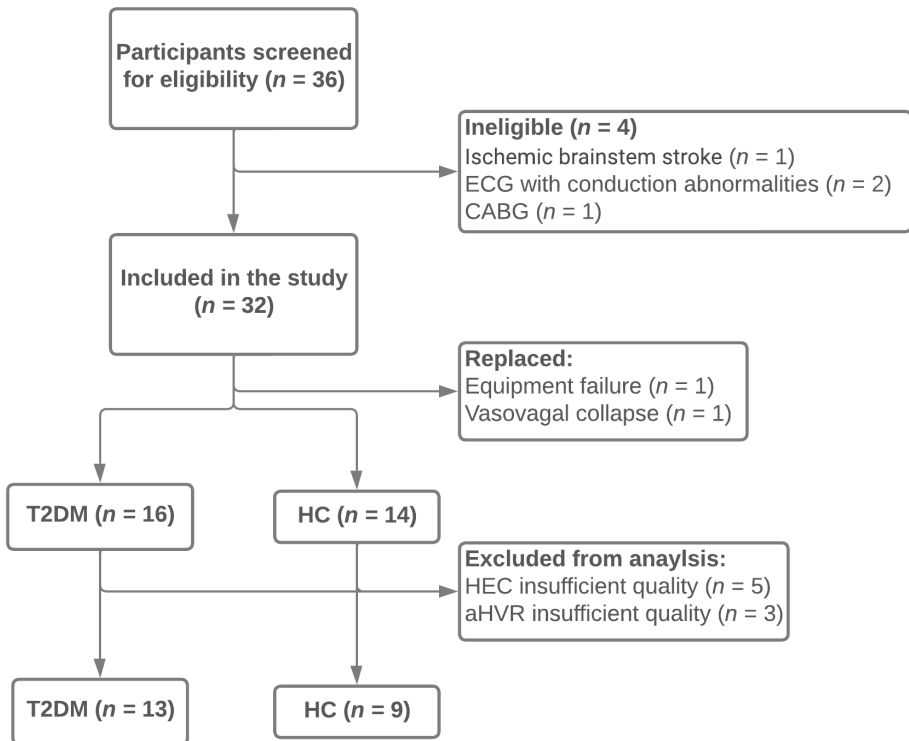 Participants screened
for eligibility (n = 36)
Ineligible (n = 4)
Ischemic brainstem stroke (n = 1)
ECG with conduction abnormalities (n = 2)
CABG (n = 1)
Included in the study
(n = 32)
Replaced:
Equipment failure (n = 1)
Vasovagal collapse (n = 1)
T2DM (n = 16)
HC (n = 14)
Excluded from anaylsis:
HEC insufficient quality (n = 5)
aHVR insufficient quality (n = 3)
T2DM (n = 13)
HC (n = 9)